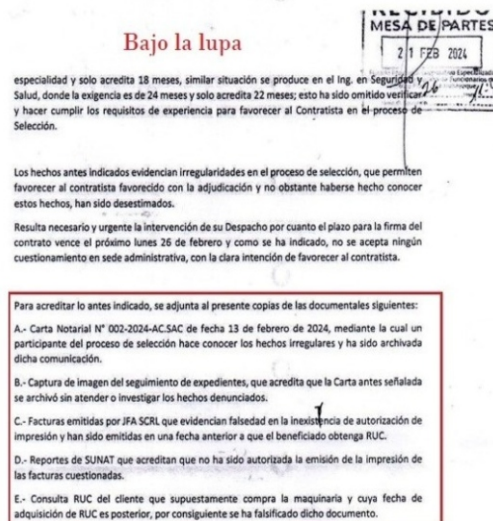 Bajo la lupa
RECIBIDO
MESA DE PARTES
21 FEB 2024
especialidad y solo acredita 18 meses, similar situación se produce en el Ing. en Seguridad y
Salud, donde la exigencia es de 24 meses y solo acredita 22 meses; esto ha sido omitido verificar
y hacer cumplir los requisitos de experiencia para favorecer al Contratista en el proceso de
Selección.
Los hechos antes indicados evidencian irregularidades en el proceso de selección, que permiten
favorecer al contratista favorecido con la adjudicación y no obstante haberse hecho conocer
estos hechos, han sido desestimados.
Resulta necesario y urgente la intervención de su Despacho por cuanto el plazo para la firma del
contrato vence el próximo lunes 26 de febrero y como se ha indicado, no se acepta ningún
cuestionamiento en sede administrativa, con la clara intención de favorecer al contratista.
Para acreditar lo antes indicado, se adjunta al presente copias de las documentales siguientes:
A.- Carta Notarial N° 002-2024-AC.SAC de fecha 13 de febrero de 2024, mediante la cual un
participante del proceso de selección hace conocer los hechos irregulares y ha sido archivada
dicha comunicación.
B.- Captura de imagen del seguimiento de expedientes, que acredita que la Carta antes señalada
se archivó sin atender o investigar los hechos denunciados.
C.- Facturas emitidas por JFA SCRL que evidencian falsedad en la inexistencia de autorización de
impresión y han sido emitidas en una fecha anterior a que el beneficiado obtenga RUC.
D.- Reportes de SUNAT que acreditan que no ha sido autorizada la emisión de la impresión de
las facturas cuestionadas.
E.- Consulta RUC del cliente que supuestamente compra la maquinaria y cuya fecha de
adquisición de RUC es posterior, por consiguiente se ha falsificado dicho documento.